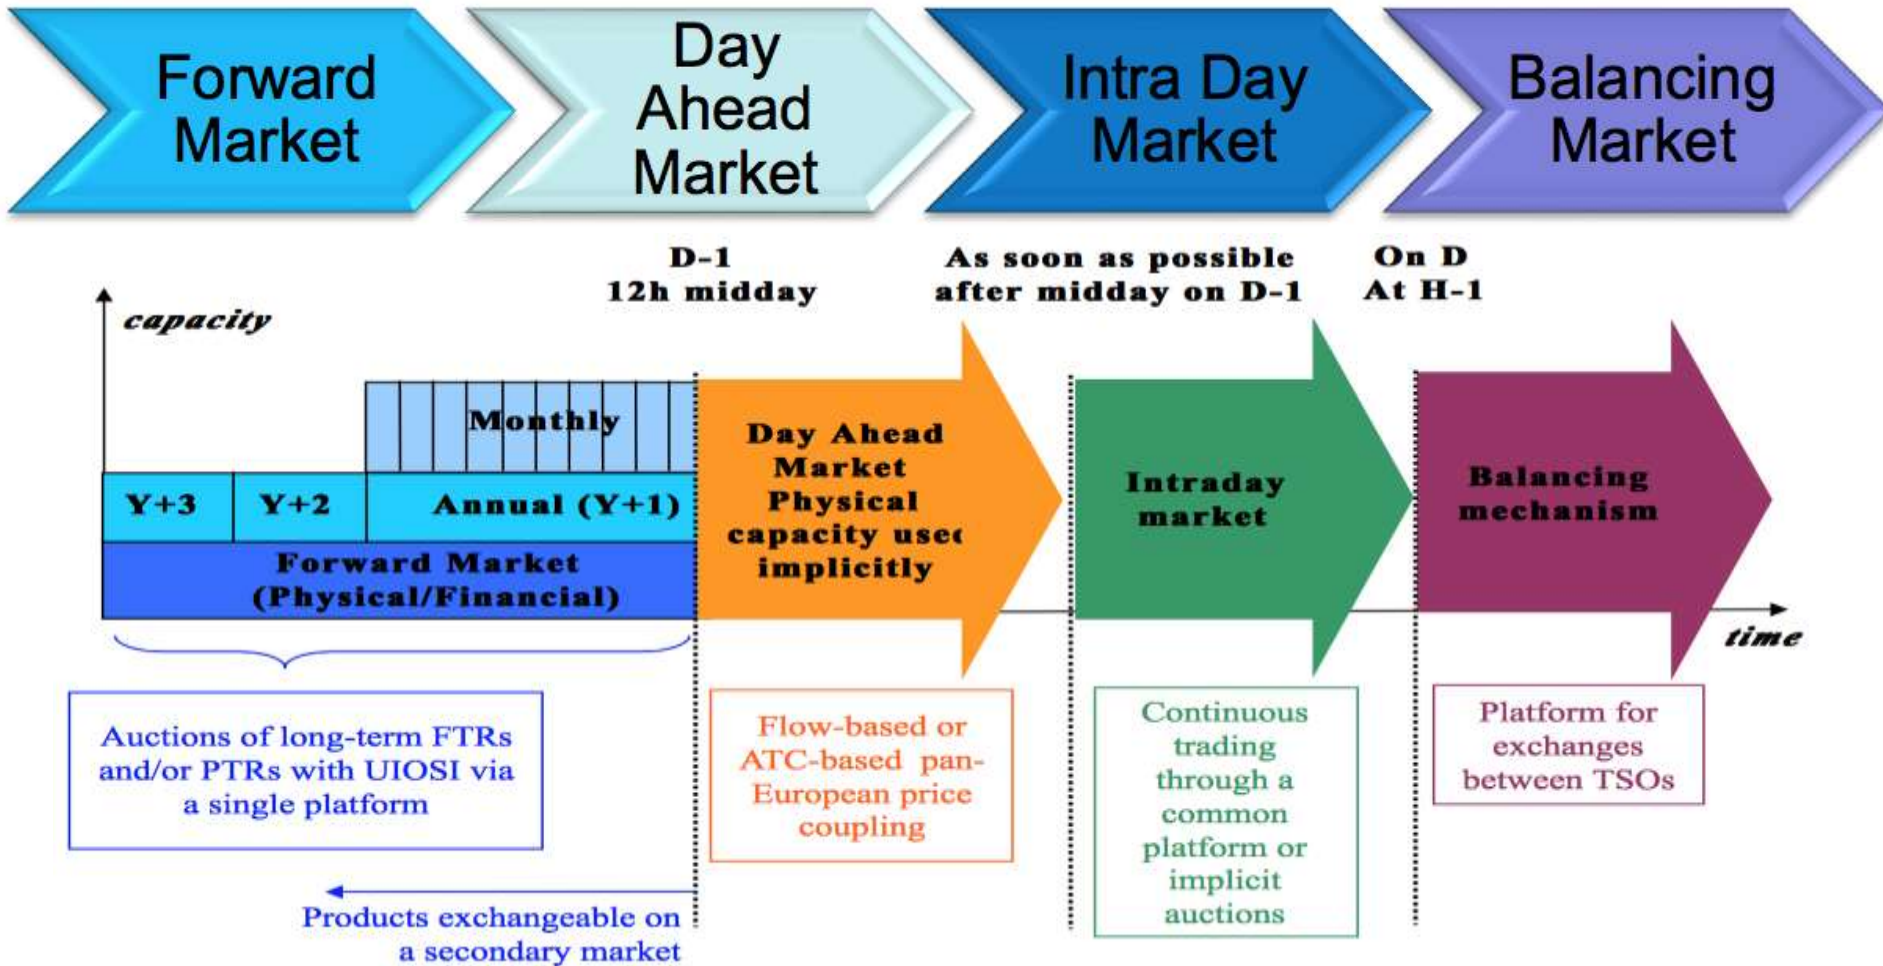 Forward
Market
Day
Ahead
Market
Intra Day
Market
Balancing
Market
D-1
12h midday
As soon as possible
after midday on D-1
On D
At H-1
capacity
Monthly
Y+3
Y+2
Annual (Y+1)
Forward Market
(Physical/Financial)
Day Ahead
Market
Physical
capacity used
implicitly
Intraday
market
Balancing
mechanism
time
Auctions of long-term FTRs
and/or PTRs with UIOSI via
a single platform
Flow-based or
ATC-based pan-
European price
coupling
Continuous
trading
through a
common
platform or
implicit
auctions
Platform for
exchanges
between TSOs
Products exchangeable on
a secondary market